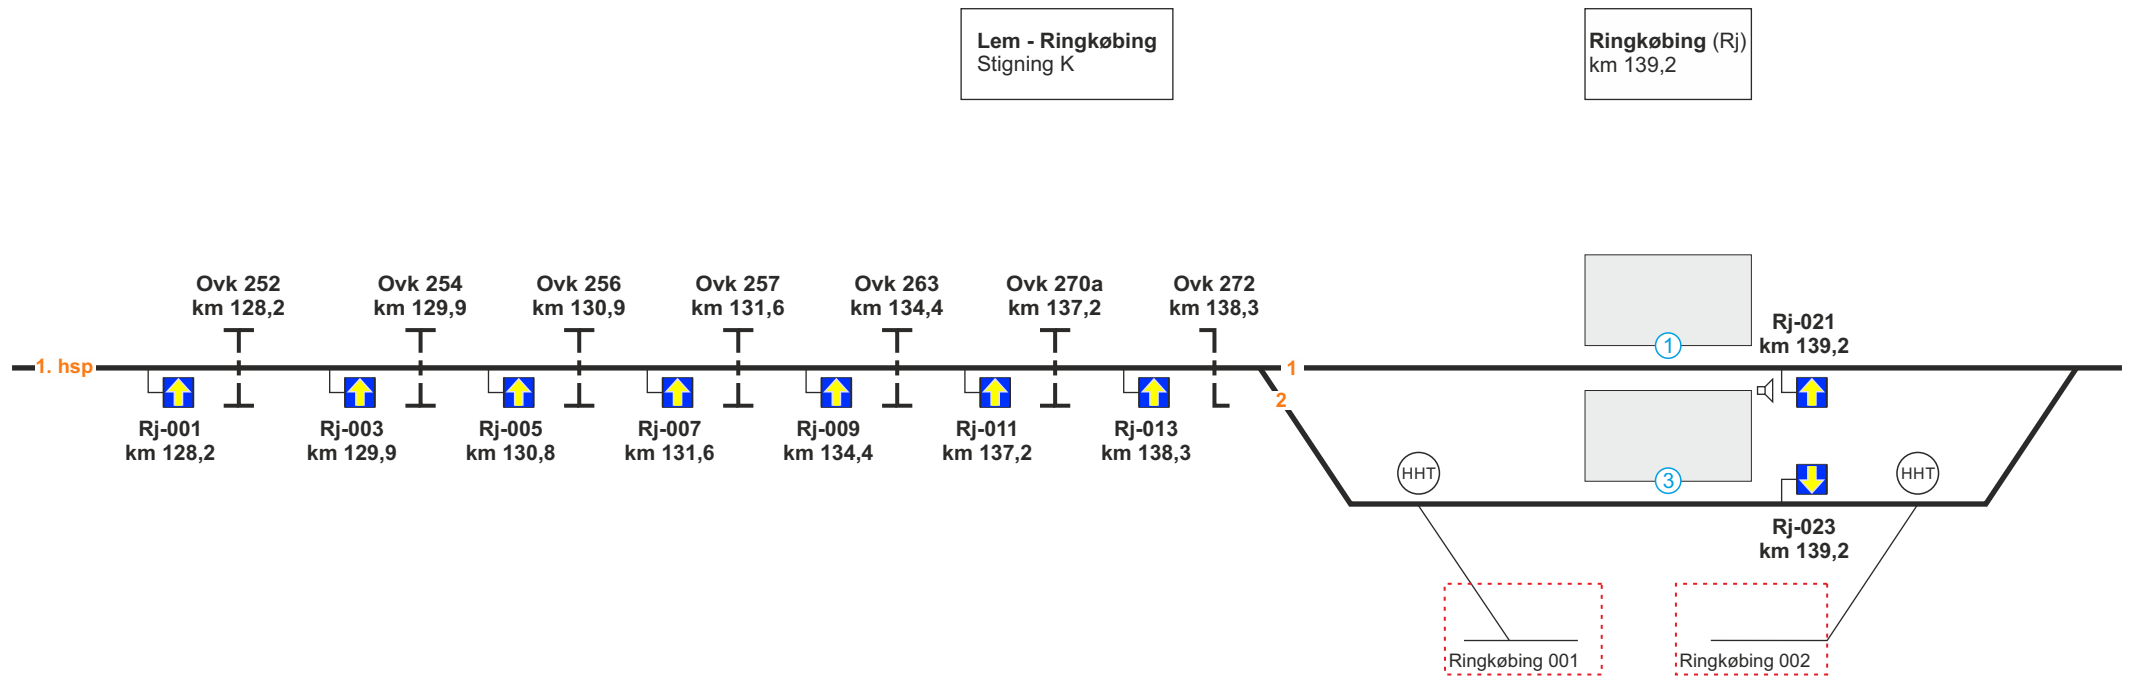 Lem - Ringkøbing
Stigning K
Ringkøbing (Rj)
km 139,2
Ovk 252
km 128,2
Ovk 254
km 129,9
Ovk 256
km 130,9
Ovk 257
km 131,6
Ovk 263
km 134,4
Ovk 270a
km 137,2
Ovk 272
km 138,3
1
Rj-021
km 139,2
1. hsp
1
2
Rj-001
km 128,2
Rj-003
km 129,9
Rj-005
km 130,8
Rj-007
km 131,6
Rj-009
km 134,4
Rj-011
km 137,2
Rj-013
km 138,3
HHT
3
HHT
Rj-023
km 139,2
Ringkøbing 001
Ringkøbing 002